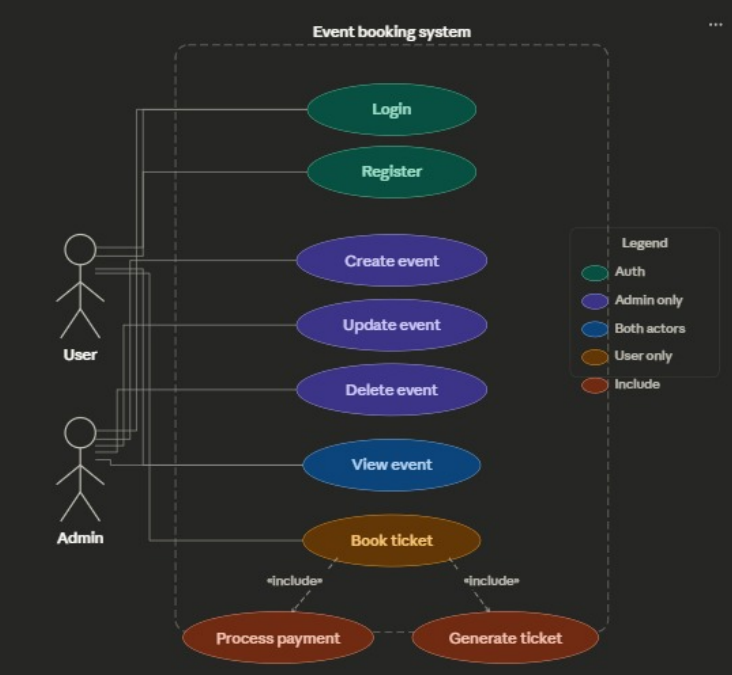 Event booking system
Login
Register
Create event
Update event
Delete event
View event
Book ticket
«include»
«include»
Process payment
Generate ticket
User
Admin
Legend
Auth
Admin only
Both actors
User only
Include